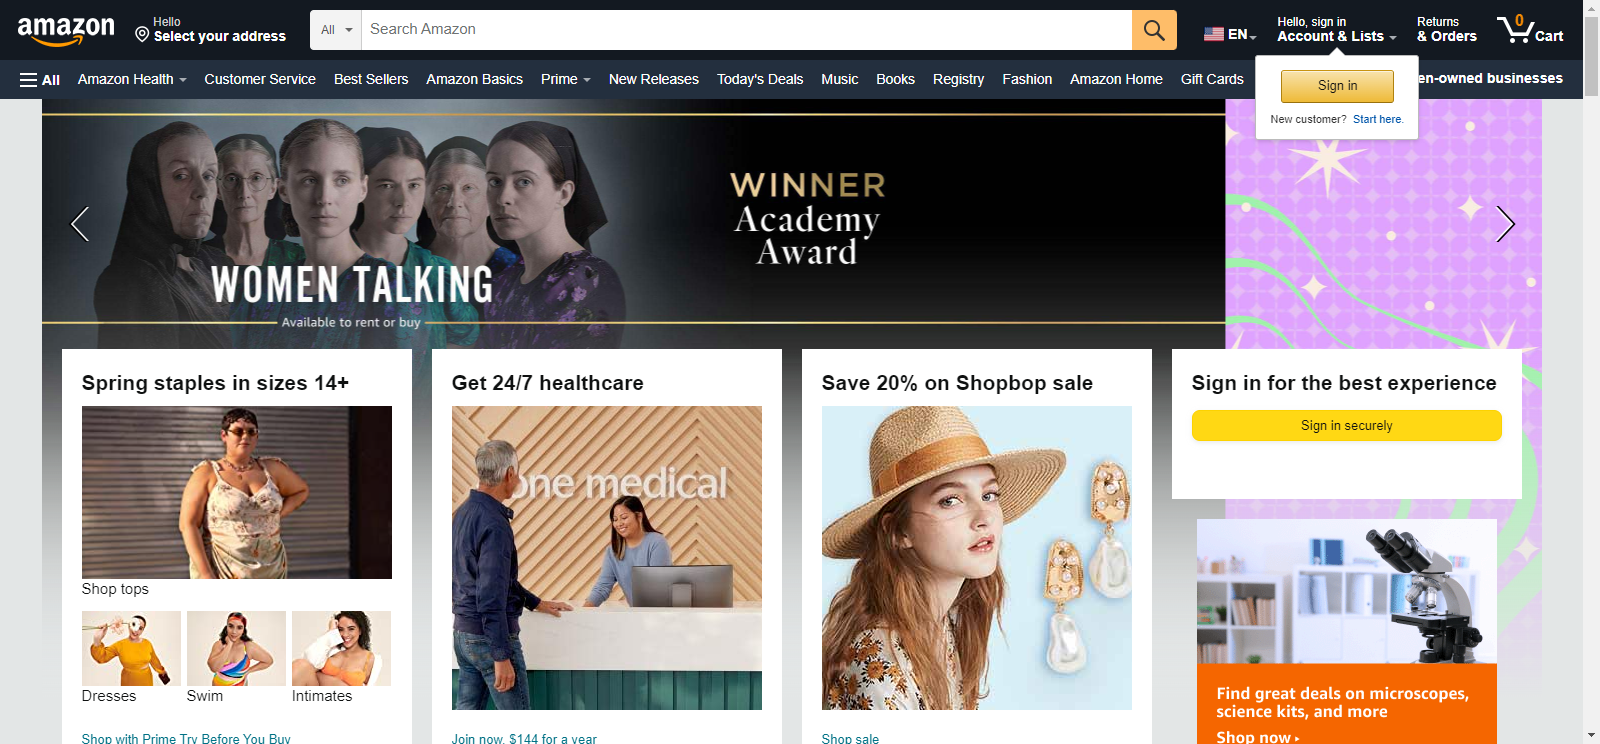 amazon
Hello
Select your address
All
Search Amazon
EN
Hello, sign in
Account & Lists
Returns
& Orders
0
Cart
All
Amazon Health
Customer Service
Best Sellers
Amazon Basics
Prime
New Releases
Today's Deals
Music
Books
Registry
Fashion
Amazon Home
Gift Cards
en-owned businesses
Sign in
New customer? Start here.
WINNER
Academy
Award
WOMEN TALKING
Available to rent or buy
Spring staples in sizes 14+
Shop tops
Dresses
Swim
Intimates
Shop with Prime Try Before You Buy
Get 24/7 healthcare
one medical
Join now, $144 for a year
Save 20% on Shopbop sale
Shop sale
Sign in for the best experience
Sign in securely
Find great deals on microscopes,
science kits, and more
Shop now